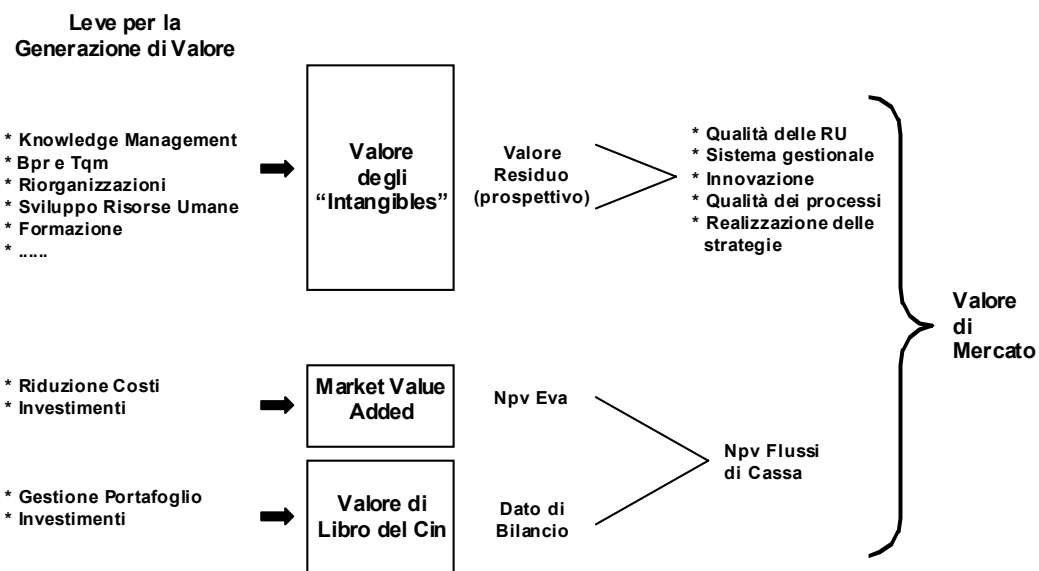 Leve per la
Generazione di Valore
* Knowledge Management
* Bpr e Tqm
* Riorganizzazioni
* Sviluppo Risorse Umane
* Formazione
* ......
Valore
degli
“Intangibles”
Valore
Residuo
(prospettivo)
* Qualità delle RU
* Sistema gestionale
* Innovazione
* Qualità dei processi
* Realizzazione delle
strategie
Valore
di
Mercato
* Riduzione Costi
* Investimenti
Market Value
Added
Npv Eva
Npv Flussi
di Cassa
* Gestione Portafoglio
* Investimenti
Valore di
Libro del Cin
Dato di
Bilancio